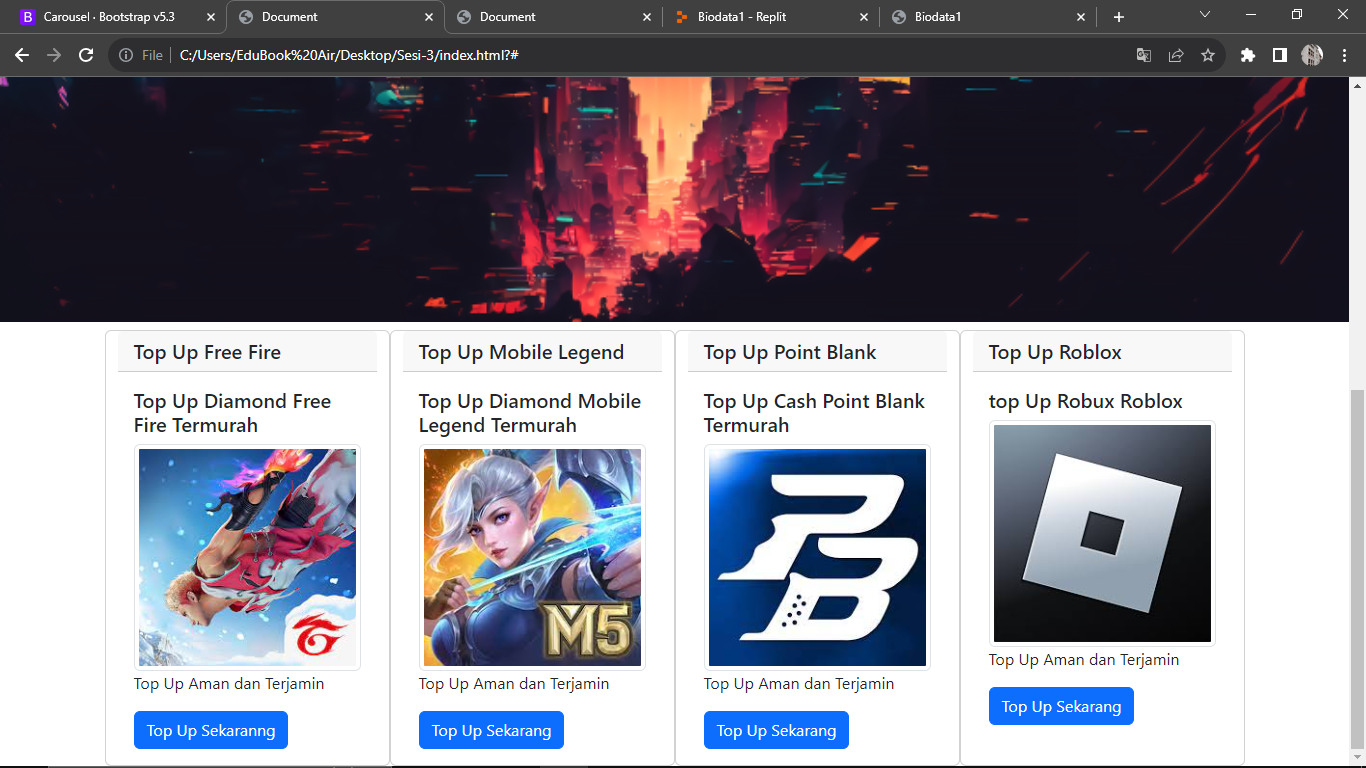 Carousel · Bootstrap v5.3
Document
Document
Biodata1 - Replit
Biodata1
File
C:/Users/EduBook%20Air/Desktop/Sesi-3/index.html?#
Top Up Free Fire
Top Up Diamond Free
Fire Termurah
Top Up Aman dan Terjamin
Top Up Sekaranng
Top Up Mobile Legend
Top Up Diamond Mobile
Legend Termurah
M5
Top Up Aman dan Terjamin
Top Up Sekarang
Top Up Point Blank
Top Up Cash Point Blank
Termurah
PB
Top Up Aman dan Terjamin
Top Up Sekarang
Top Up Roblox
top Up Robux Roblox
Top Up Aman dan Terjamin
Top Up Sekarang